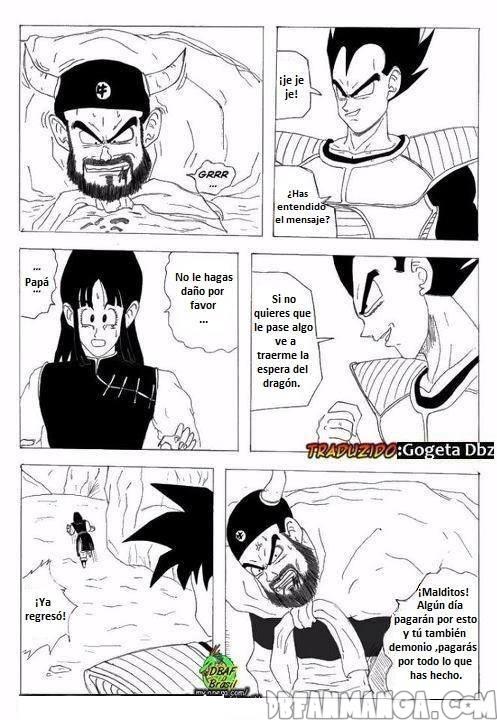 GRRR
...
¡je je
je!
¿Has
entendido
el mensaje?
...
Papá
...
No le hagas
daño por
favor
...
Si no
quieres que
le pase algo
ve a
traerme la
espera del
dragón.
TRADUZIDO:Gogeta Dbz
¡Ya
regresó!
¡Malditos!
Algún día
pagarán por
esto
y tú también
demonio ,pagarás
por todo lo que
has hecho.
DBAF
Brasil
DBFANMANGA.COM